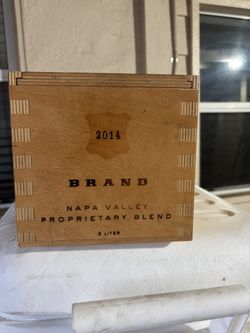 2014
BRAND
NAPA VALLEY
PROPRIETARY BLEND
3 LITER